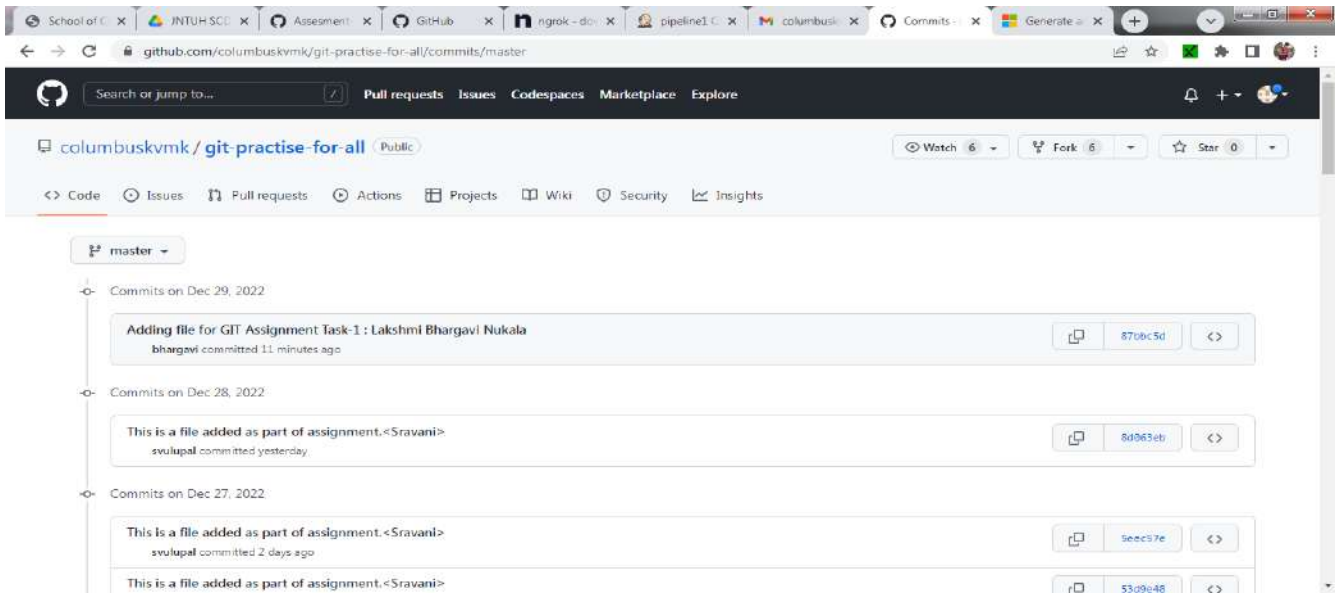 School of C
JNTUH SCD
Assesment
GitHub
ngrok - do
pipeline1 C
columbusk
Commits -
Generate a
github.com/columbuskvmk/git-practise-for-all/commits/master
Search or jump to...
/
Pull requests Issues Codespaces Marketplace Explore
columbuskvmk / git-practise-for-all Public
Watch 6
Fork 6
Star 0
<> Code Issues Pull requests Actions Projects Wiki Security Insights
master
Commits on Dec 29, 2022
Adding file for GIT Assignment Task-1 : Lakshmi Bhargavi Nukala
87bbc5d
<>
bhargavi committed 11 minutes ago
Commits on Dec 28, 2022
This is a file added as part of assignment.<Sravani>
8d063eb
<>
svulupal committed yesterday
Commits on Dec 27, 2022
This is a file added as part of assignment.<Sravani>
5eec57e
<>
svulupal committed 2 days ago
This is a file added as part of assignment.<Sravani>
53d9e48
<>